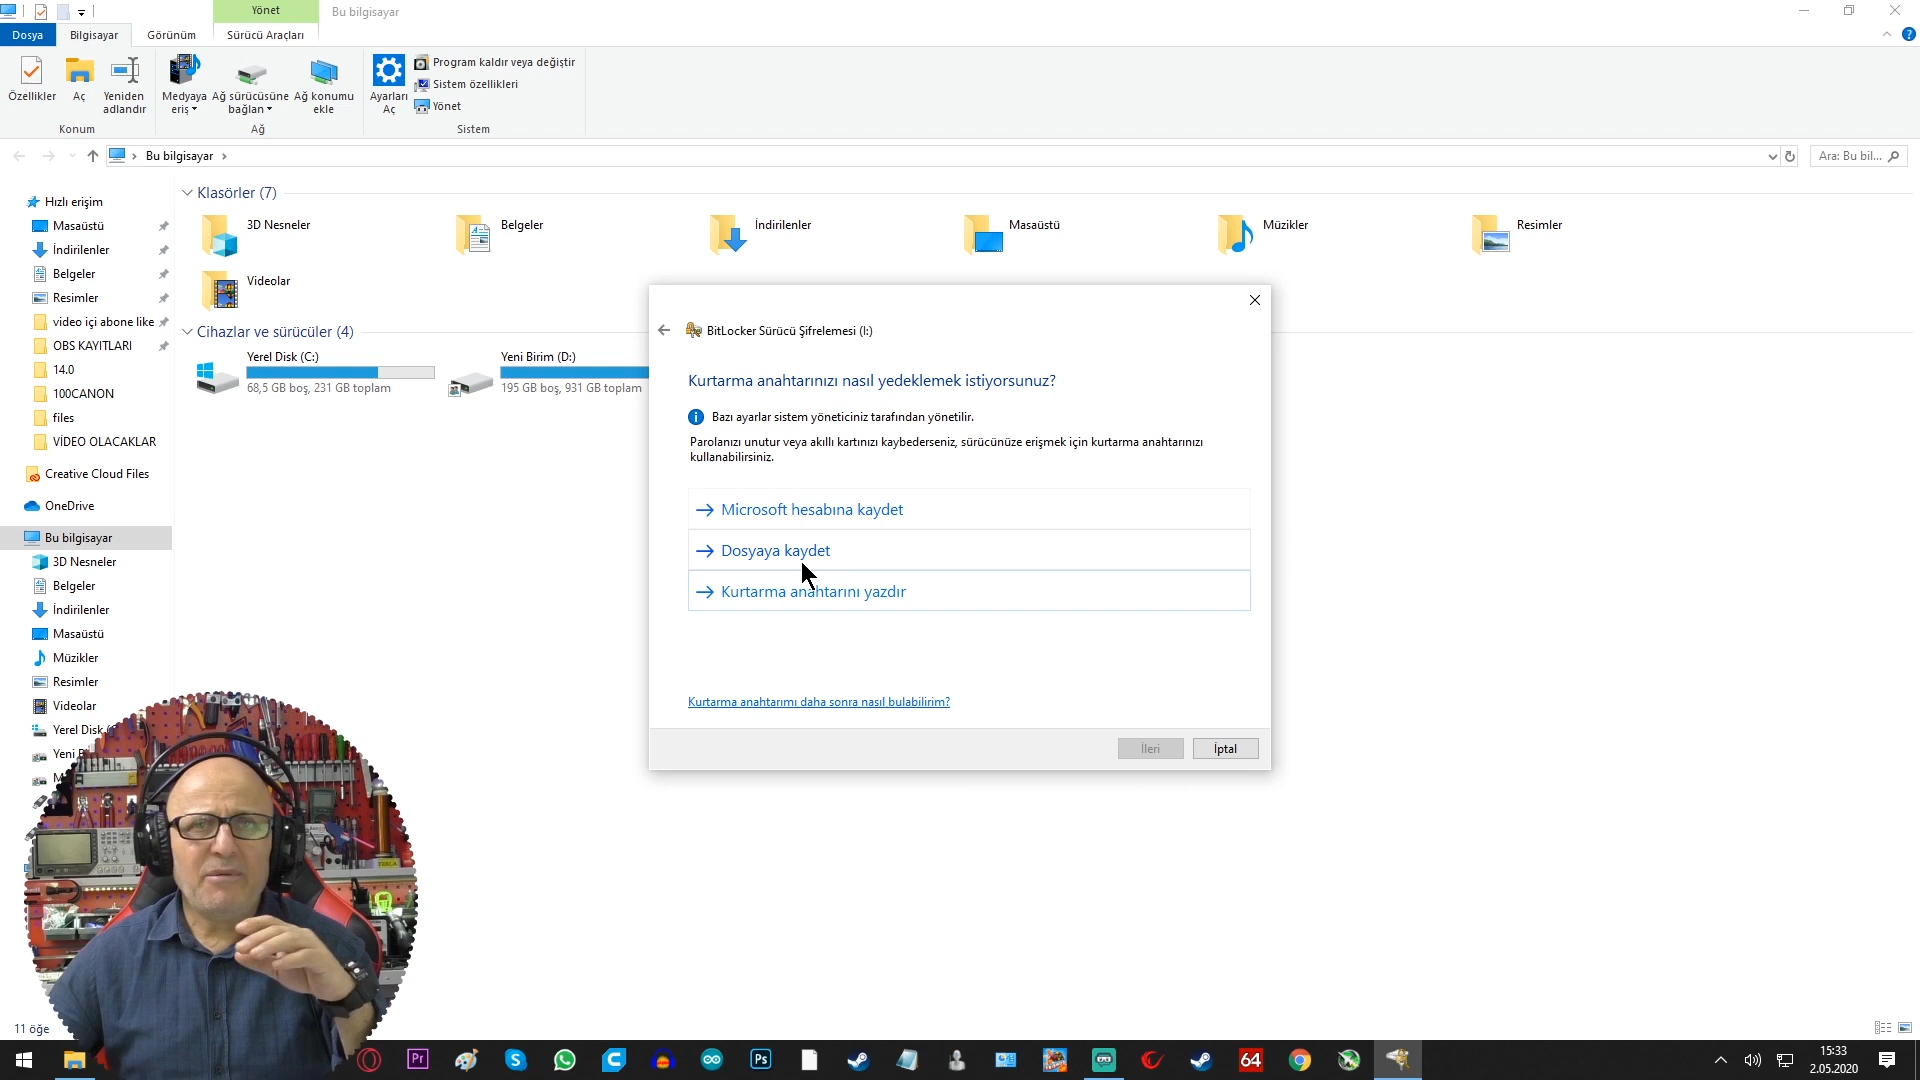 Yönet
Bu bilgisayar
Dosya
Bilgisayar
Görünüm
Sürücü Araçları
Özellikler
Aç
Yeniden
adlandır
Medyaya
eriş
Ağ sürücüsüne
bağlan
Ağ konumu
ekle
Ayarları
Aç
Program kaldır veya değiştir
Sistem özellikleri
Yönet
Konum
Ağ
Sistem
Bu bilgisayar
Ara: Bu bil...
Hızlı erişim
Masaüstü
İndirilenler
Belgeler
Resimler
video içi abone like
OBS KAYITLARI
14.0
100CANON
files
VİDEO OLACAKLAR
Creative Cloud Files
OneDrive
Bu bilgisayar
3D Nesneler
Belgeler
İndirilenler
Masaüstü
Müzikler
Resimler
Videolar
Yerel Disk
Yeni
Klasörler (7)
3D Nesneler
Belgeler
İndirilenler
Masaüstü
Müzikler
Resimler
Videolar
Cihazlar ve sürücüler (4)
Yerel Disk (C:)
68,5 GB boş, 231 GB toplam
Yeni Birim (D:)
195 GB boş, 931 GB toplam
BitLocker Sürücü Şifrelemesi (I:)
Kurtarma anahtarınızı nasıl yedeklemek istiyorsunuz?
Bazı ayarlar sistem yöneticiniz tarafından yönetilir.
Parolanızı unutur veya akıllı kartınızı kaybederseniz, sürücünüze erişmek için kurtarma anahtarınızı
kullanabilirsiniz.
Microsoft hesabına kaydet
Dosyaya kaydet
Kurtarma anahtarını yazdır
Kurtarma anahtarımı daha sonra nasıl bulabilirim?
İleri
İptal
11 öğe
Pr
Ps
64
15:33
2.05.2020